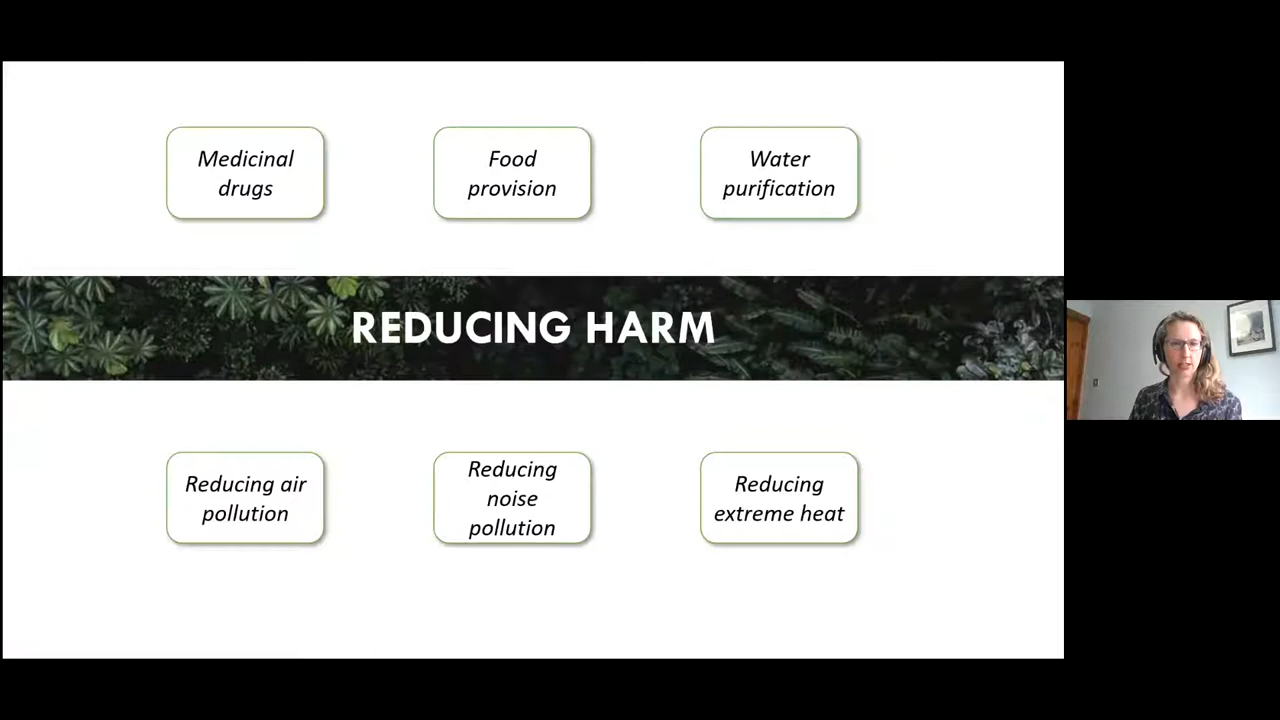 Medicinal
drugs
Food
provision
Water
purification
REDUCING HARM
Reducing air
pollution
Reducing
noise
pollution
Reducing
extreme heat